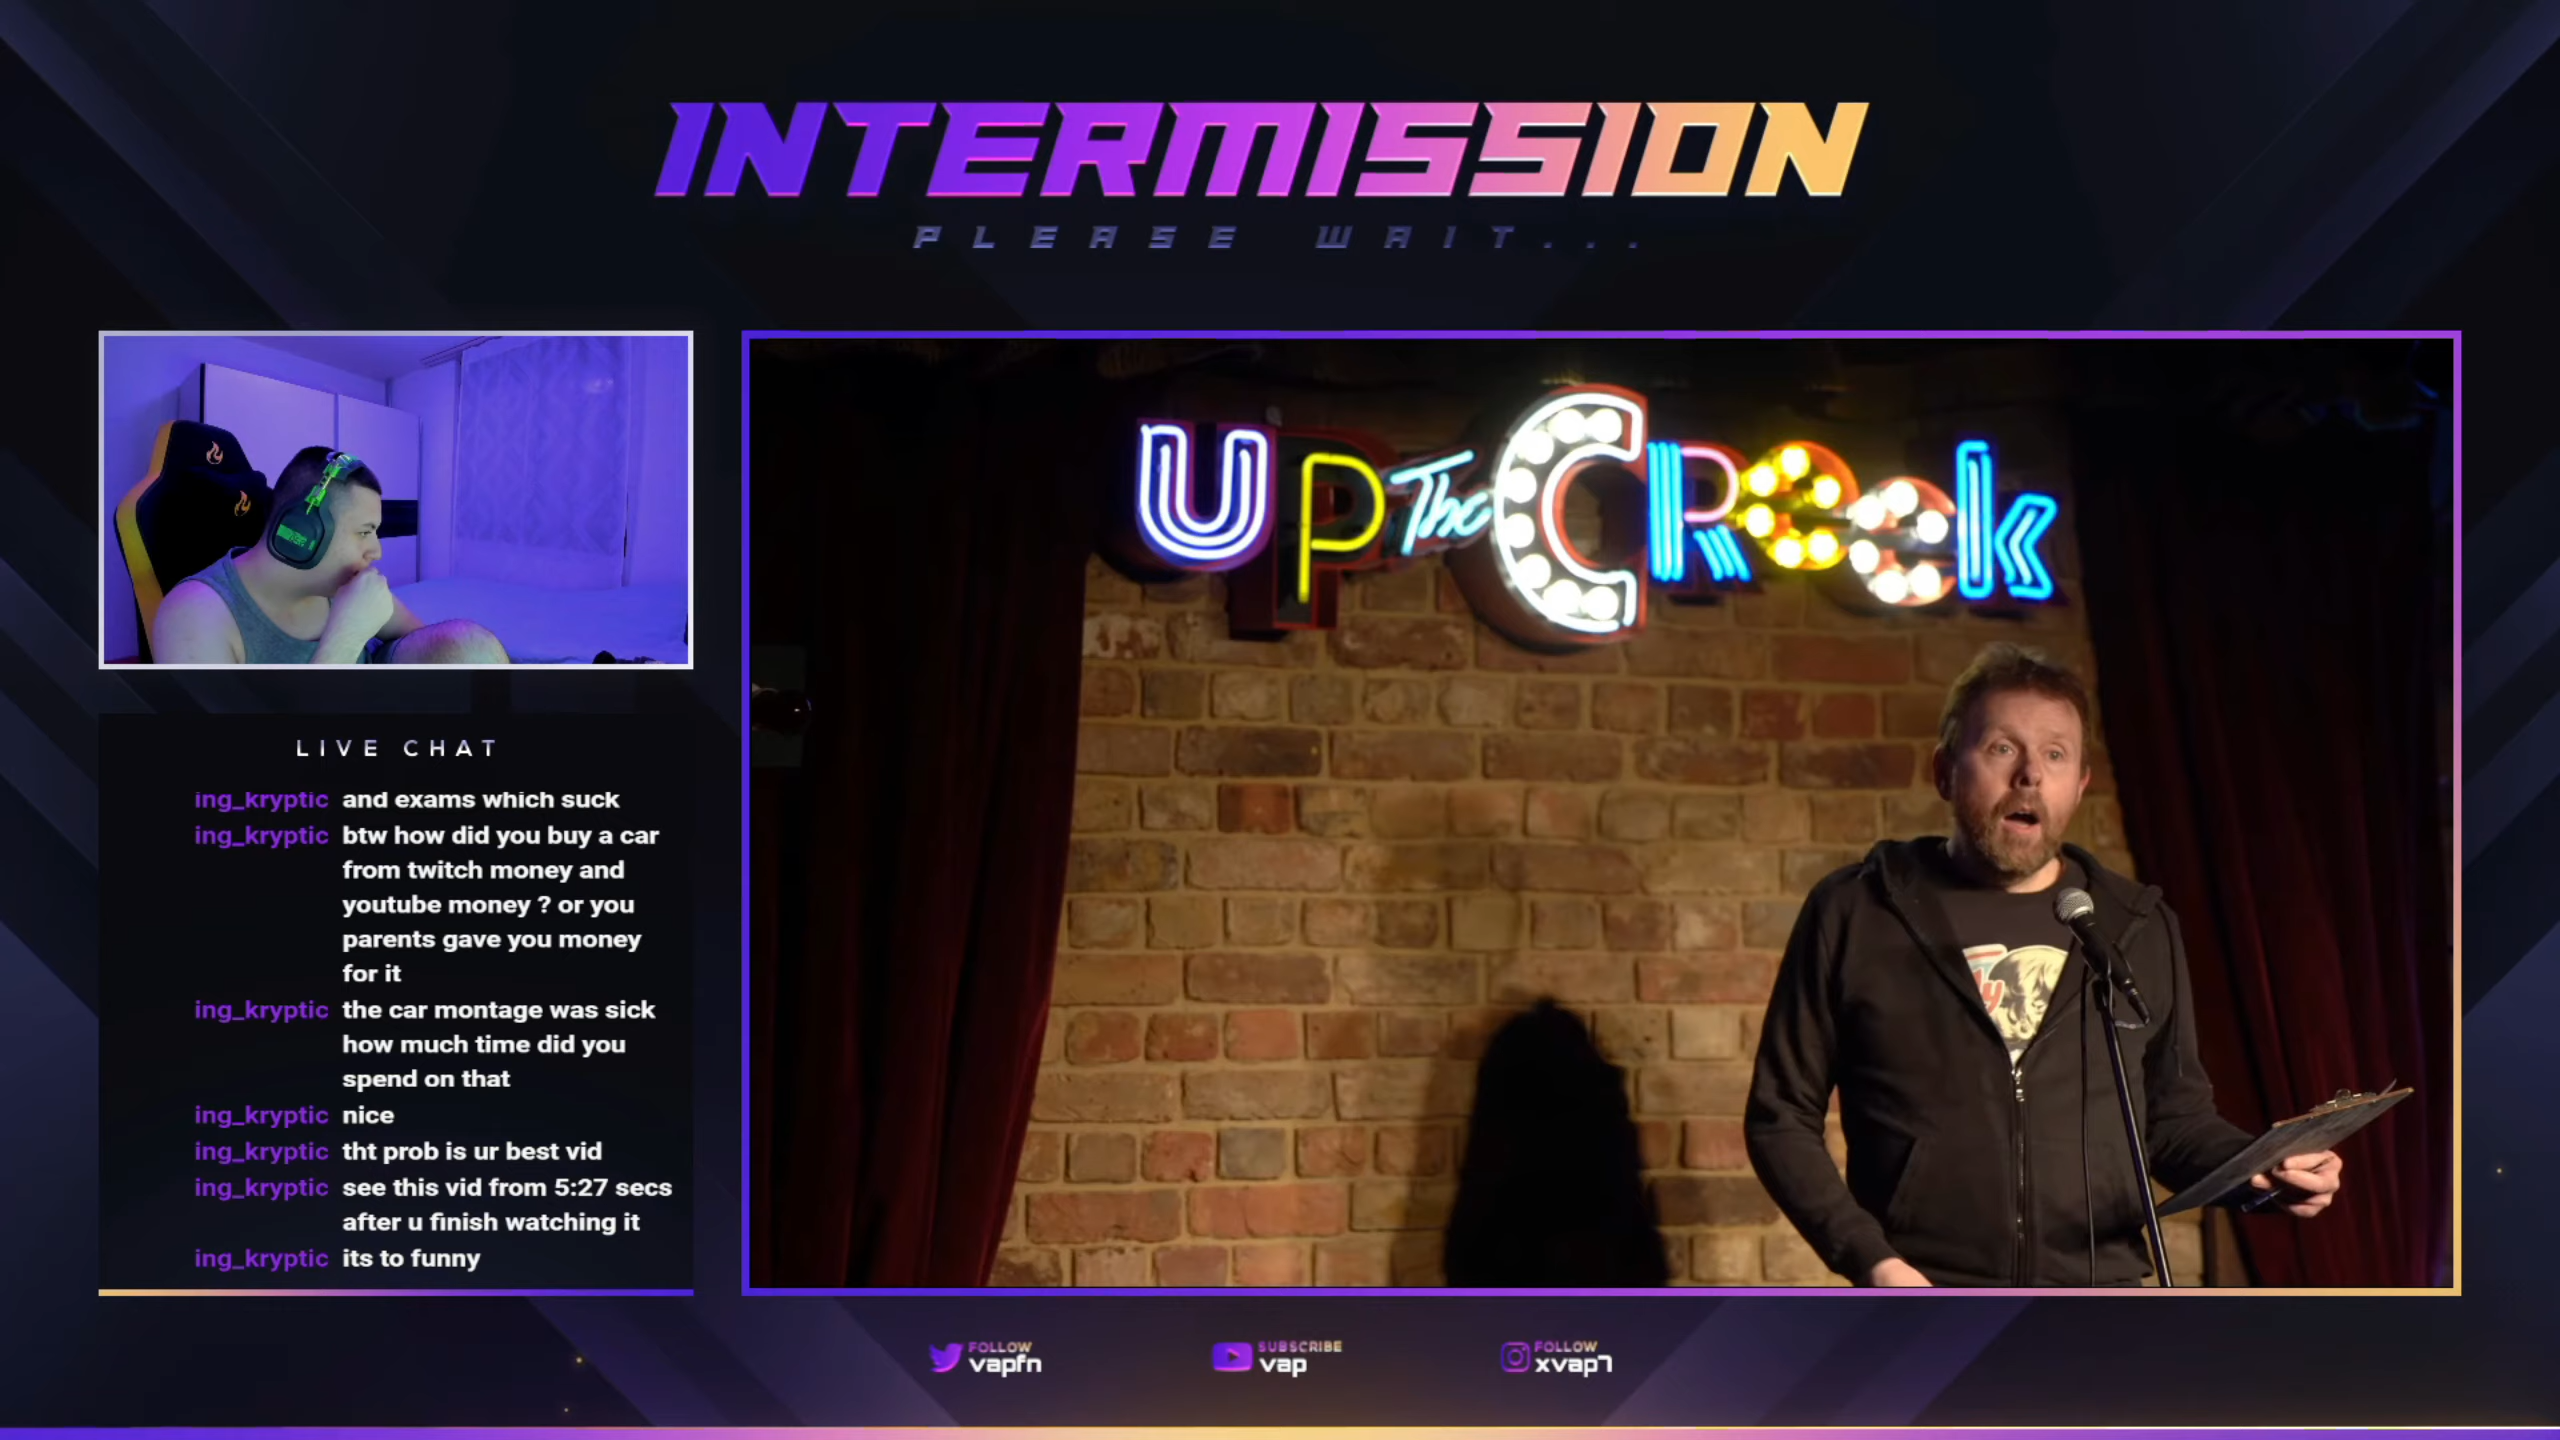 INTERMISSION
PLEASE WAIT...
UP The CREEk
LIVE CHAT
ing_kryptic and exams which suck
ing_kryptic btw how did you buy a car
from twitch money and
youtube money ? or you
parents gave you money
for it
ing_kryptic the car montage was sick
how much time did you
spend on that
ing_kryptic nice
ing_kryptic tht prob is ur best vid
ing_kryptic see this vid from 5:27 secs
after u finish watching it
ing_kryptic its to funny
FOLLOW
vapfn
SUBSCRIBE
vap
FOLLOW
xvap7